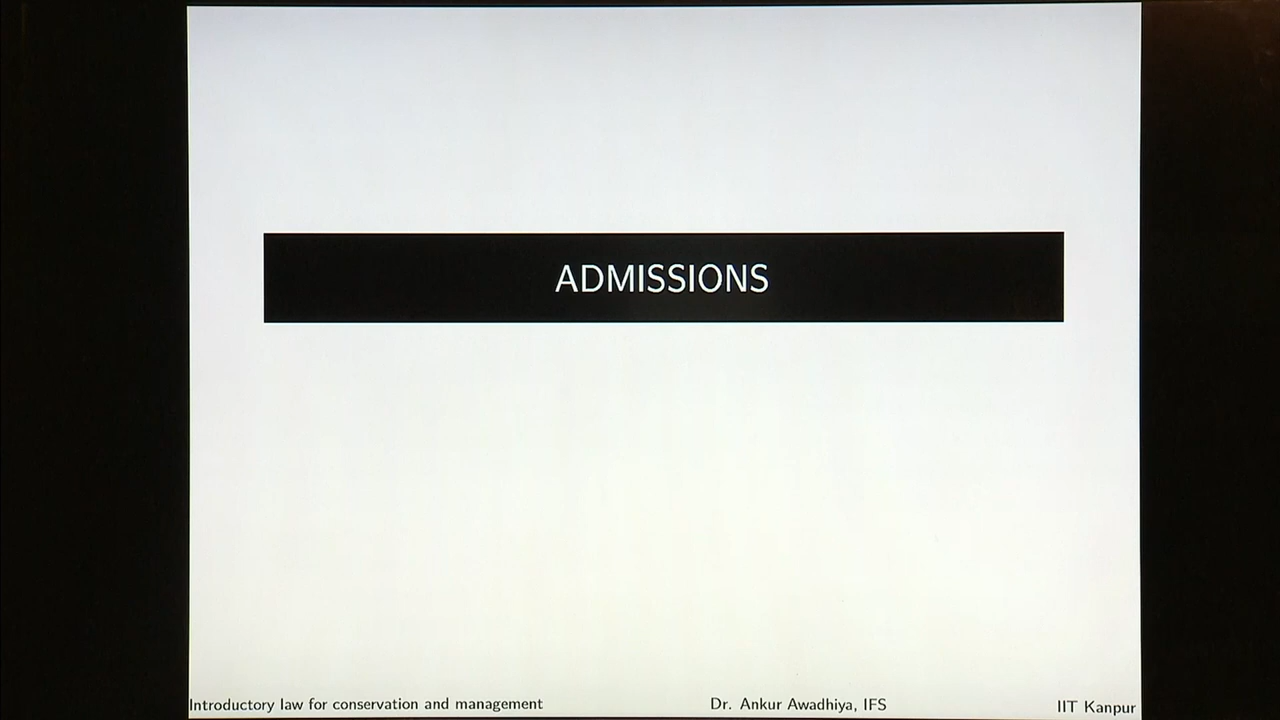 ADMISSIONS
Introductory law for conservation and management Dr. Ankur Awadhiya, IFS IIT Kanpur